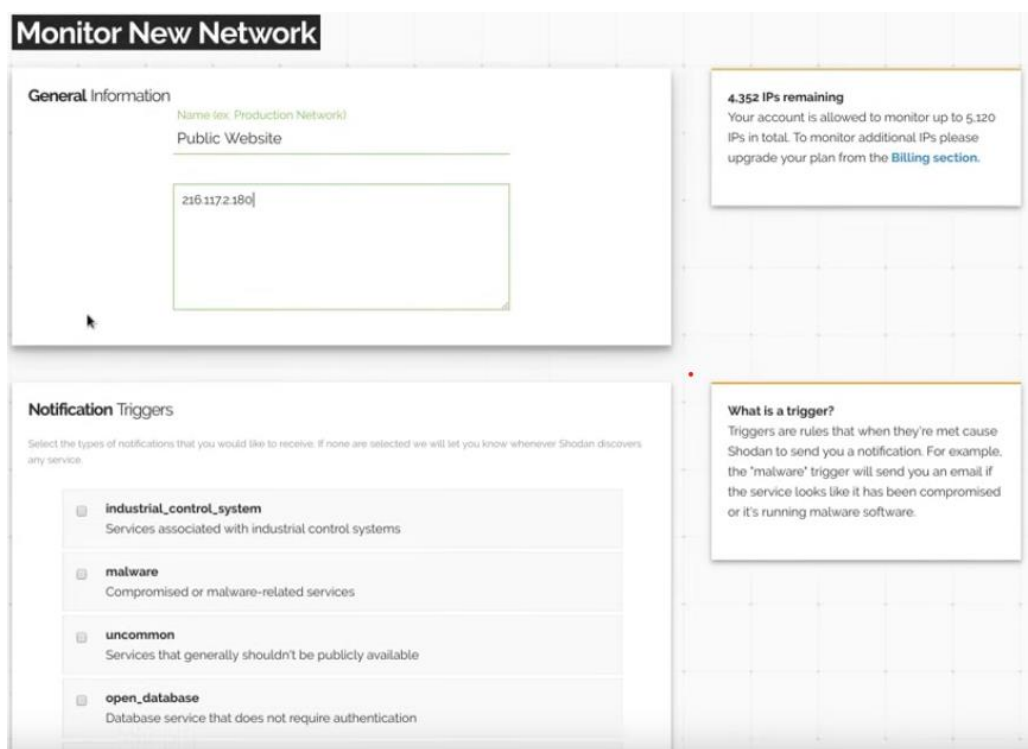 Monitor New Network
General Information
Name (ex. Production Network)
Public Website
216.117.2.180
4,352 IPs remaining
Your account is allowed to monitor up to 5,120
IPs in total. To monitor additional IPs please
upgrade your plan from the Billing section.
Notification Triggers
Select the types of notifications that you would like to receive. If none are selected we will let you know whenever Shodan discovers
any service.
industrial_control_system
Services associated with industrial control systems
malware
Compromised or malware-related services
uncommon
Services that generally shouldn't be publicly available
open_database
Database service that does not require authentication
What is a trigger?
Triggers are rules that when they're met cause
Shodan to send you a notification. For example,
the "malware" trigger will send you an email if
the service looks like it has been compromised
or it's running malware software.